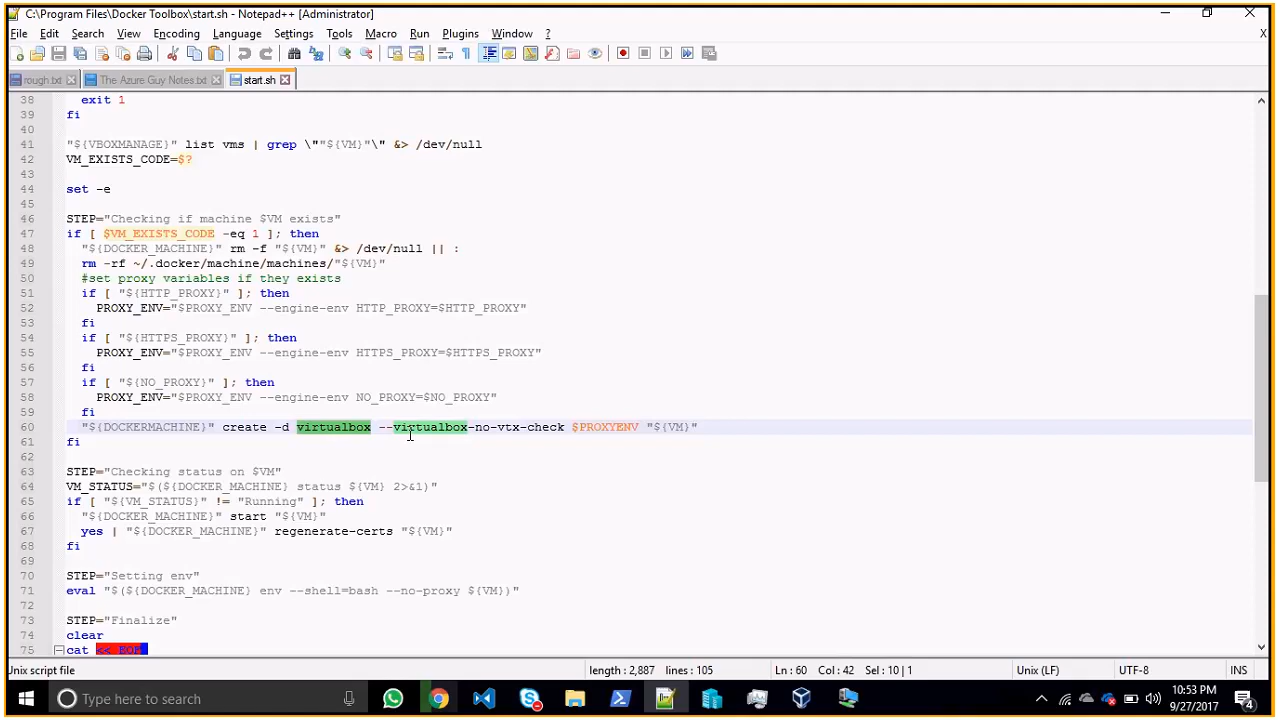 C:\Program Files\Docker Toolbox\start.sh - Notepad++ [Administrator]
File Edit Search View Encoding Language Settings Tools Macro Run Plugins Window ? X
rough.txt The Azure Guy Notes.txt start.sh
38 exit 1
39 fi
40
41 "${VBOXMANAGE}" list vms | grep \""${VM}"\" &> /dev/null
42 VM_EXISTS_CODE=$?
43
44 set -e
45
46 STEP="Checking if machine $VM exists"
47 if [ $VM_EXISTS_CODE -eq 1 ]; then
48 "${DOCKER_MACHINE}" rm -f "${VM}" &> /dev/null || :
49 rm -rf ~/.docker/machine/machines/"${VM}"
50 #set proxy variables if they exists
51 if [ "${HTTP_PROXY}" ]; then
52 PROXY_ENV="$PROXY_ENV --engine-env HTTP_PROXY=$HTTP_PROXY"
53 fi
54 if [ "${HTTPS_PROXY}" ]; then
55 PROXY_ENV="$PROXY_ENV --engine-env HTTPS_PROXY=$HTTPS_PROXY"
56 fi
57 if [ "${NO_PROXY}" ]; then
58 PROXY_ENV="$PROXY_ENV --engine-env NO_PROXY=$NO_PROXY"
59 fi
60 "${DOCKERMACHINE}" create -d virtualbox --virtualbox-no-vtx-check $PROXYENV "${VM}"
61 fi
62
63 STEP="Checking status on $VM"
64 VM_STATUS="$(${DOCKER_MACHINE} status ${VM} 2>&1)"
65 if [ "${VM_STATUS}" != "Running" ]; then
66 "${DOCKER_MACHINE}" start "${VM}"
67 yes | "${DOCKER_MACHINE}" regenerate-certs "${VM}"
68 fi
69
70 STEP="Setting env"
71 eval "$(${DOCKER_MACHINE} env --shell=bash --no-proxy ${VM})"
72
73 STEP="Finalize"
74 clear
75 cat << EOF
Unix script file length : 2,887 lines : 105 Ln : 60 Col : 42 Sel : 10 | 1 Unix (LF) UTF-8 INS
Type here to search
10:53 PM
9/27/2017
4